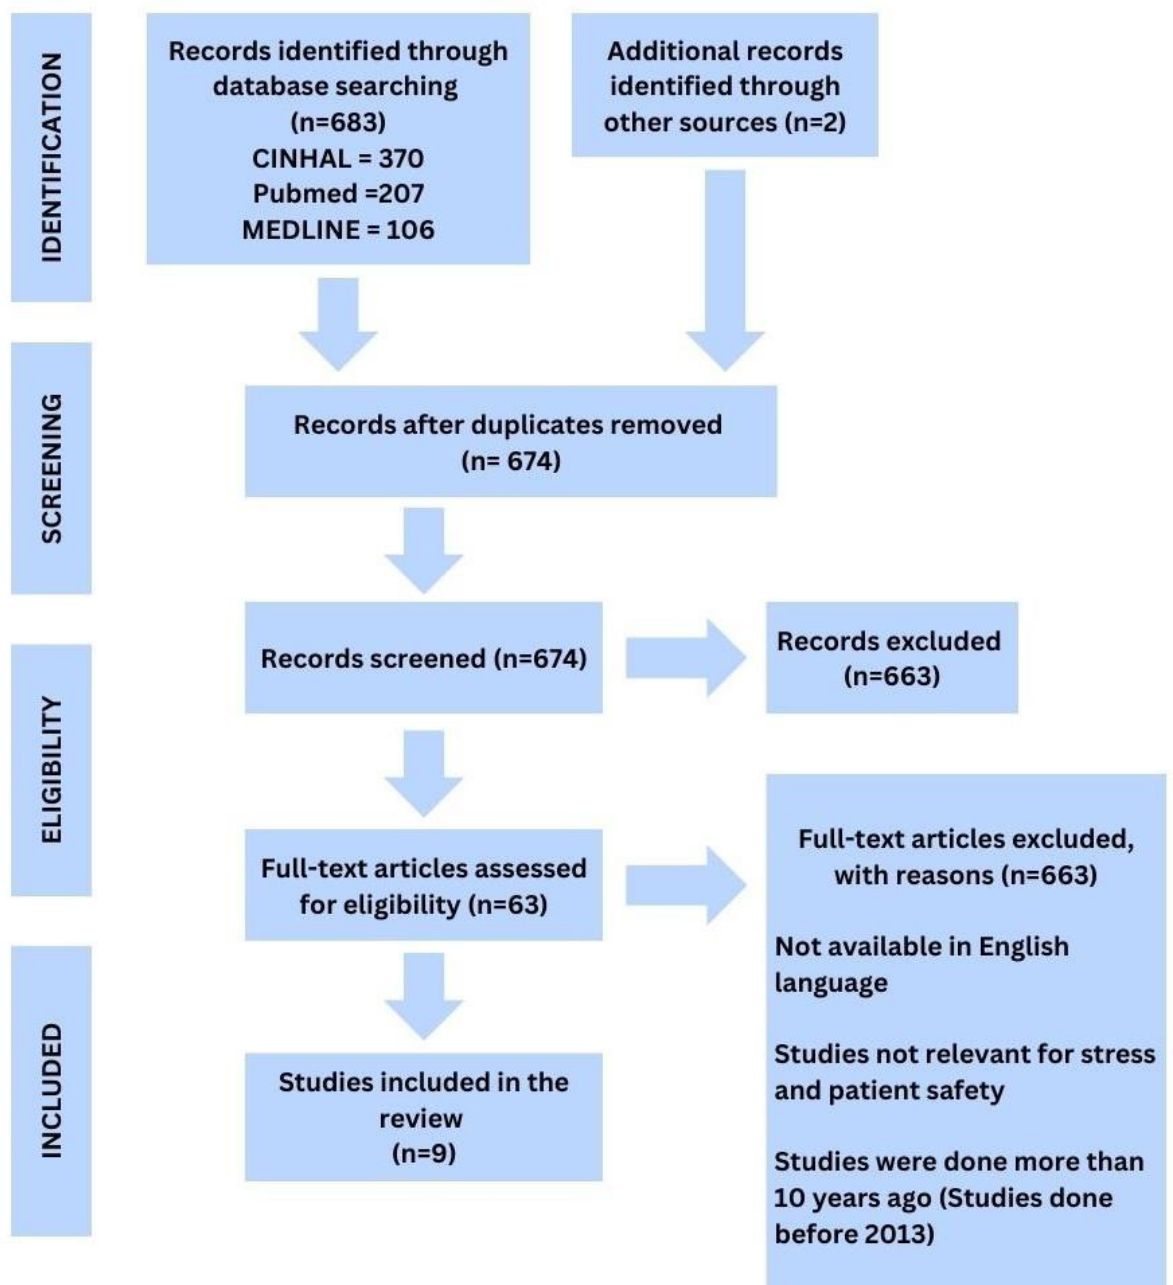 IDENTIFICATION
Records identified through
database searching
(n=683)
CINHAL = 370
Pubmed =207
MEDLINE = 106
Additional records
identified through
other sources (n=2)
SCREENING
Records after duplicates removed
(n= 674)
Records screened (n=674)
Records excluded
(n=663)
ELIGIBILITY
Full-text articles assessed
for eligibility (n=63)
Full-text articles excluded,
with reasons (n=663)
Not available in English
language
Studies not relevant for stress
and patient safety
Studies were done more than
10 years ago (Studies done
before 2013)
INCLUDED
Studies included in the
review
(n=9)